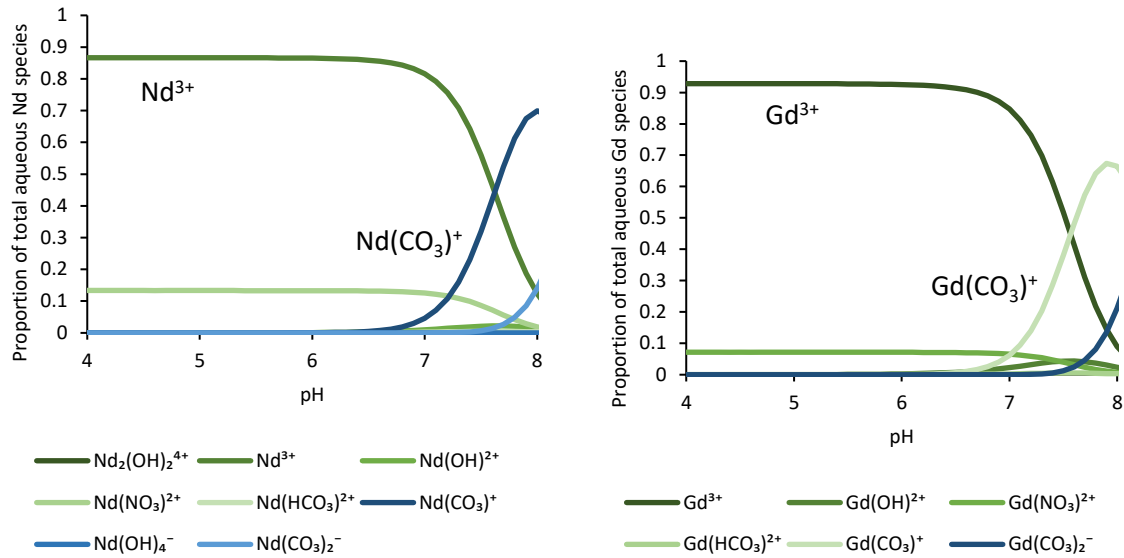 Proportion of total aqueous Nd species
1
0.9
0.8
0.7
0.6
0.5
0.4
0.3
0.2
0.1
0
Nd³⁺
Nd(CO₃)⁺
4 5 6 7 8
pH
Nd₂(OH)₂⁴⁺ Nd³⁺ Nd(OH)²⁺
Nd(NO₃)²⁺ Nd(HCO₃)²⁺ Nd(CO₃)⁺
Nd(OH)₄⁻ Nd(CO₃)₂⁻
Proportion of total aqueous Gd species
1
0.9
0.8
0.7
0.6
0.5
0.4
0.3
0.2
0.1
0
Gd³⁺
Gd(CO₃)⁺
4 5 6 7 8
pH
Gd³⁺ Gd(OH)²⁺ Gd(NO₃)²⁺
Gd(HCO₃)²⁺ Gd(CO₃)⁺ Gd(CO₃)₂⁻